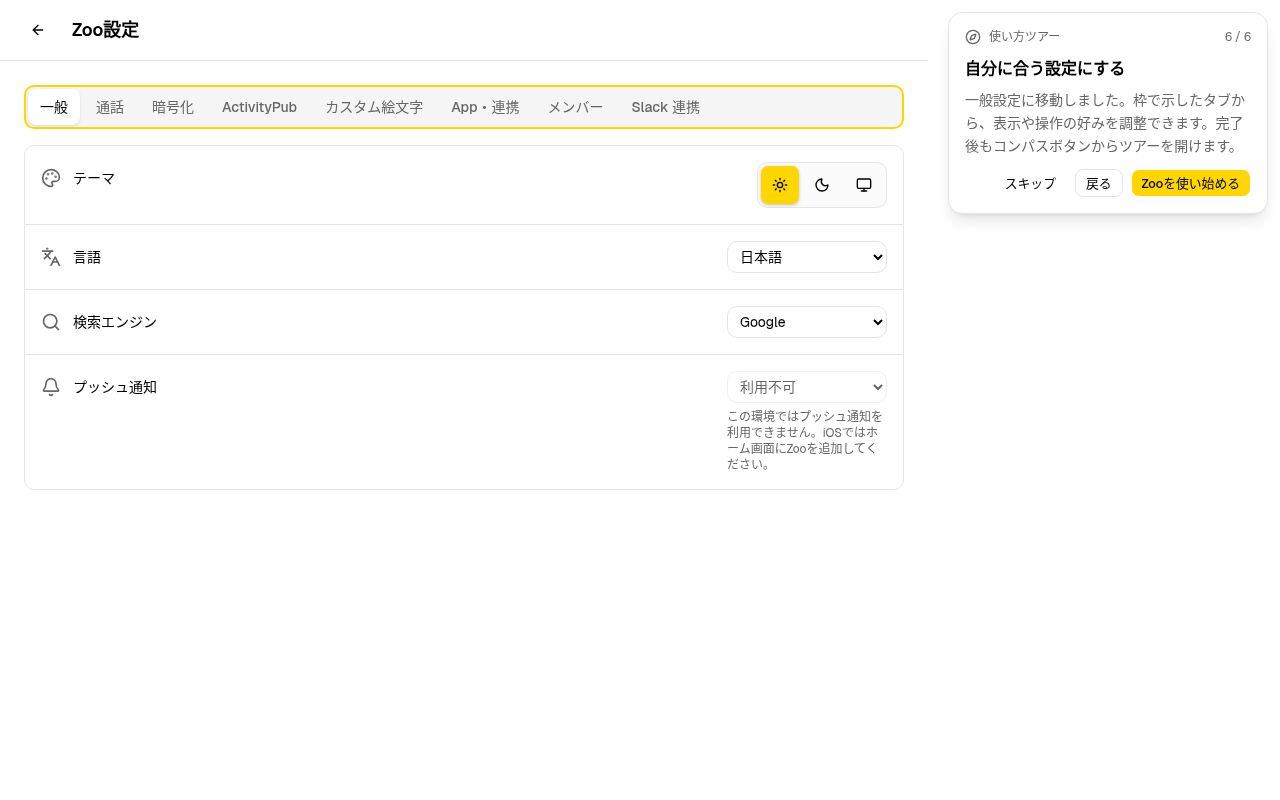 Zoo設定
一般
通話
暗号化
ActivityPub
カスタム絵文字
App・連携
メンバー
Slack 連携
テーマ
言語
日本語
検索エンジン
Google
プッシュ通知
利用不可
この環境ではプッシュ通知を
利用できません。iOSではホ
ーム画面にZooを追加してく
ださい。
使い方ツアー
6 / 6
自分に合う設定にする
一般設定に移動しました。枠で示したタブか
ら、表示や操作の好みを調整できます。完了
後もコンパスボタンからツアーを開けます。
スキップ
戻る
Zooを使い始める